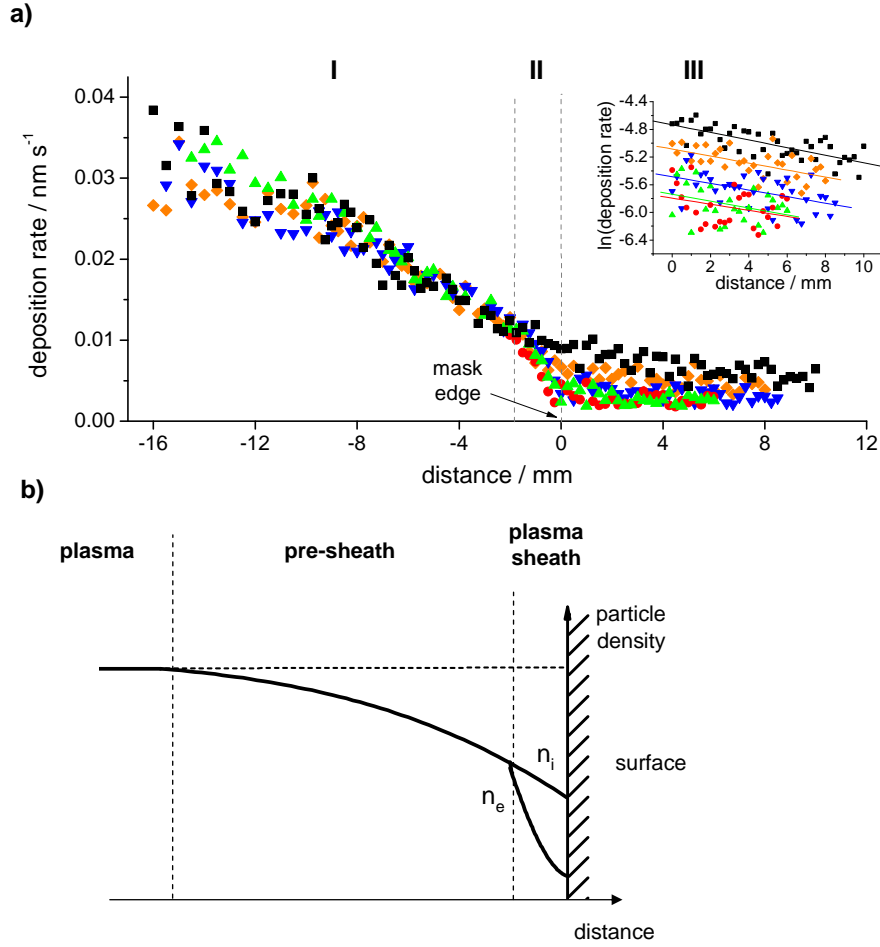 a)
I
II
III
0.04
0.03
0.02
0.01
0.00
deposition rate / nm s⁻¹
-16
-12
-8
-4
0
4
8
12
distance / mm
mask
edge
-4.4
-4.8
-5.2
-5.6
-6.0
-6.4
ln(deposition rate)
0
2
4
6
8
10
distance / mm
b)
plasma
pre-sheath
plasma
sheath
particle
density
nᵢ
nₑ
surface
distance